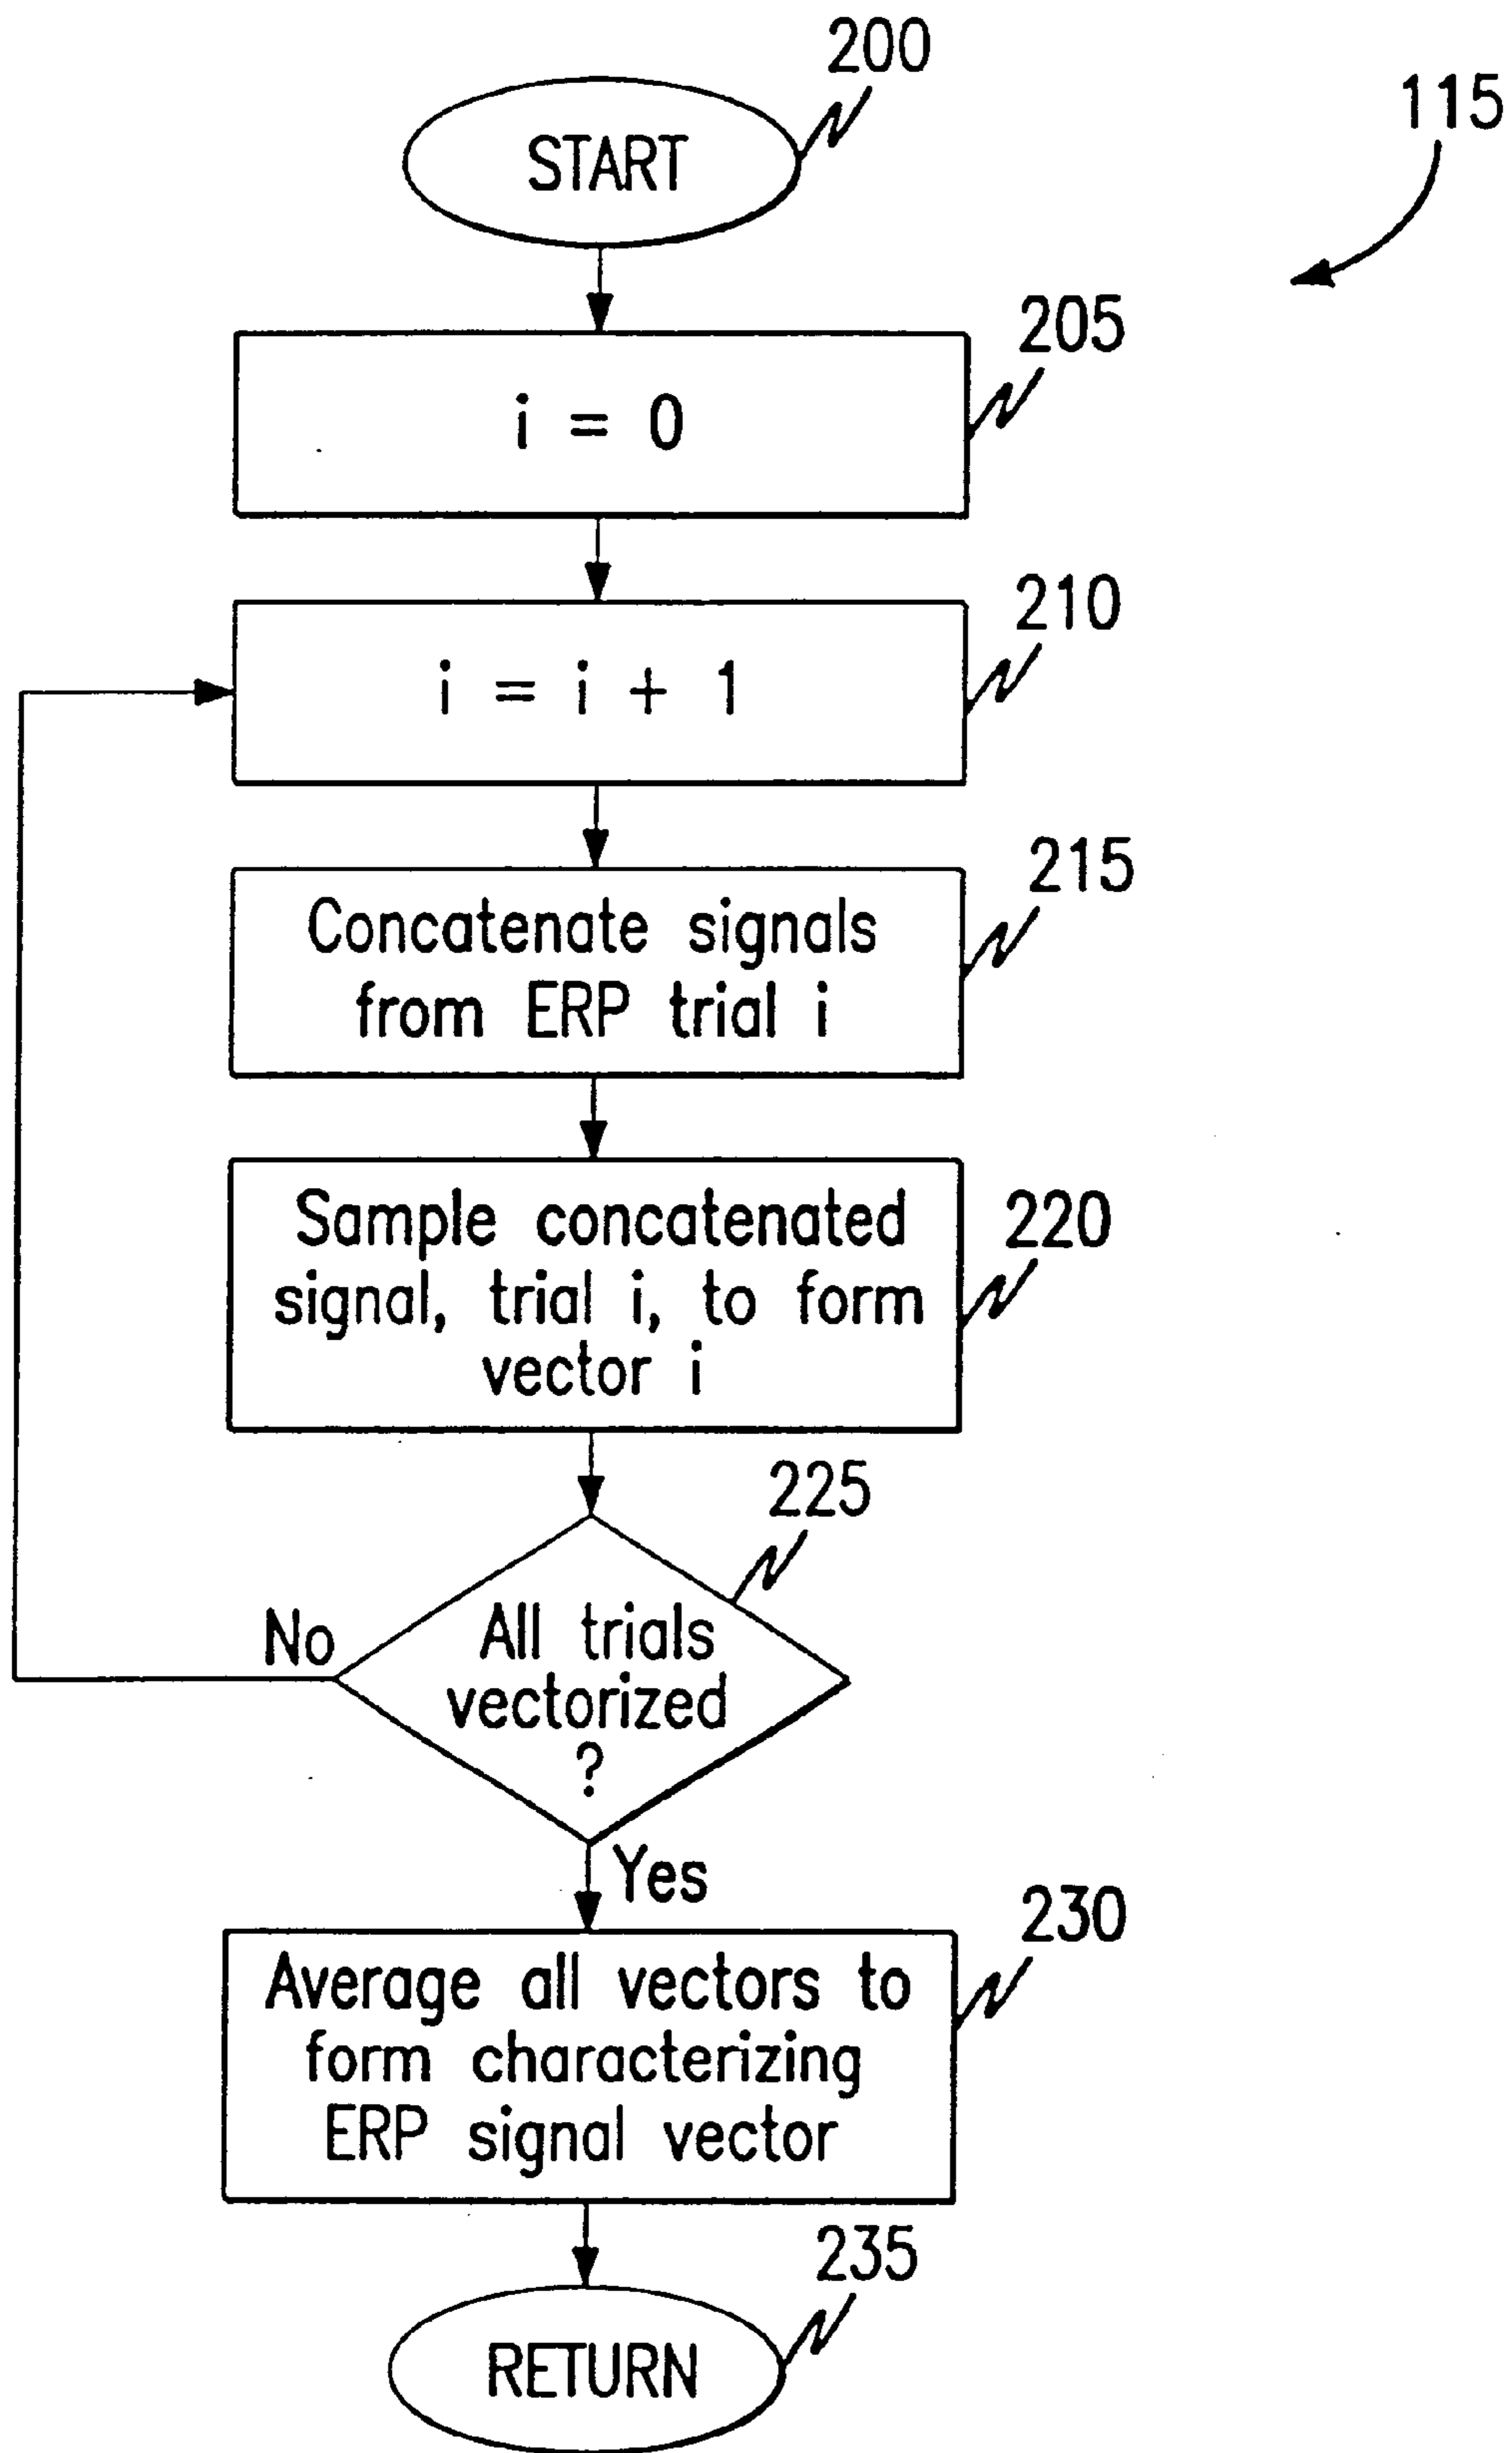 200
START
115
205
i = 0
210
i = i + 1
215
Concatenate signals
from ERP trial i
220
Sample concatenated
signal, trial i, to form
vector i
225
All trials
vectorized
?
No
Yes
230
Average all vectors to
form characterizing
ERP signal vector
235
RETURN